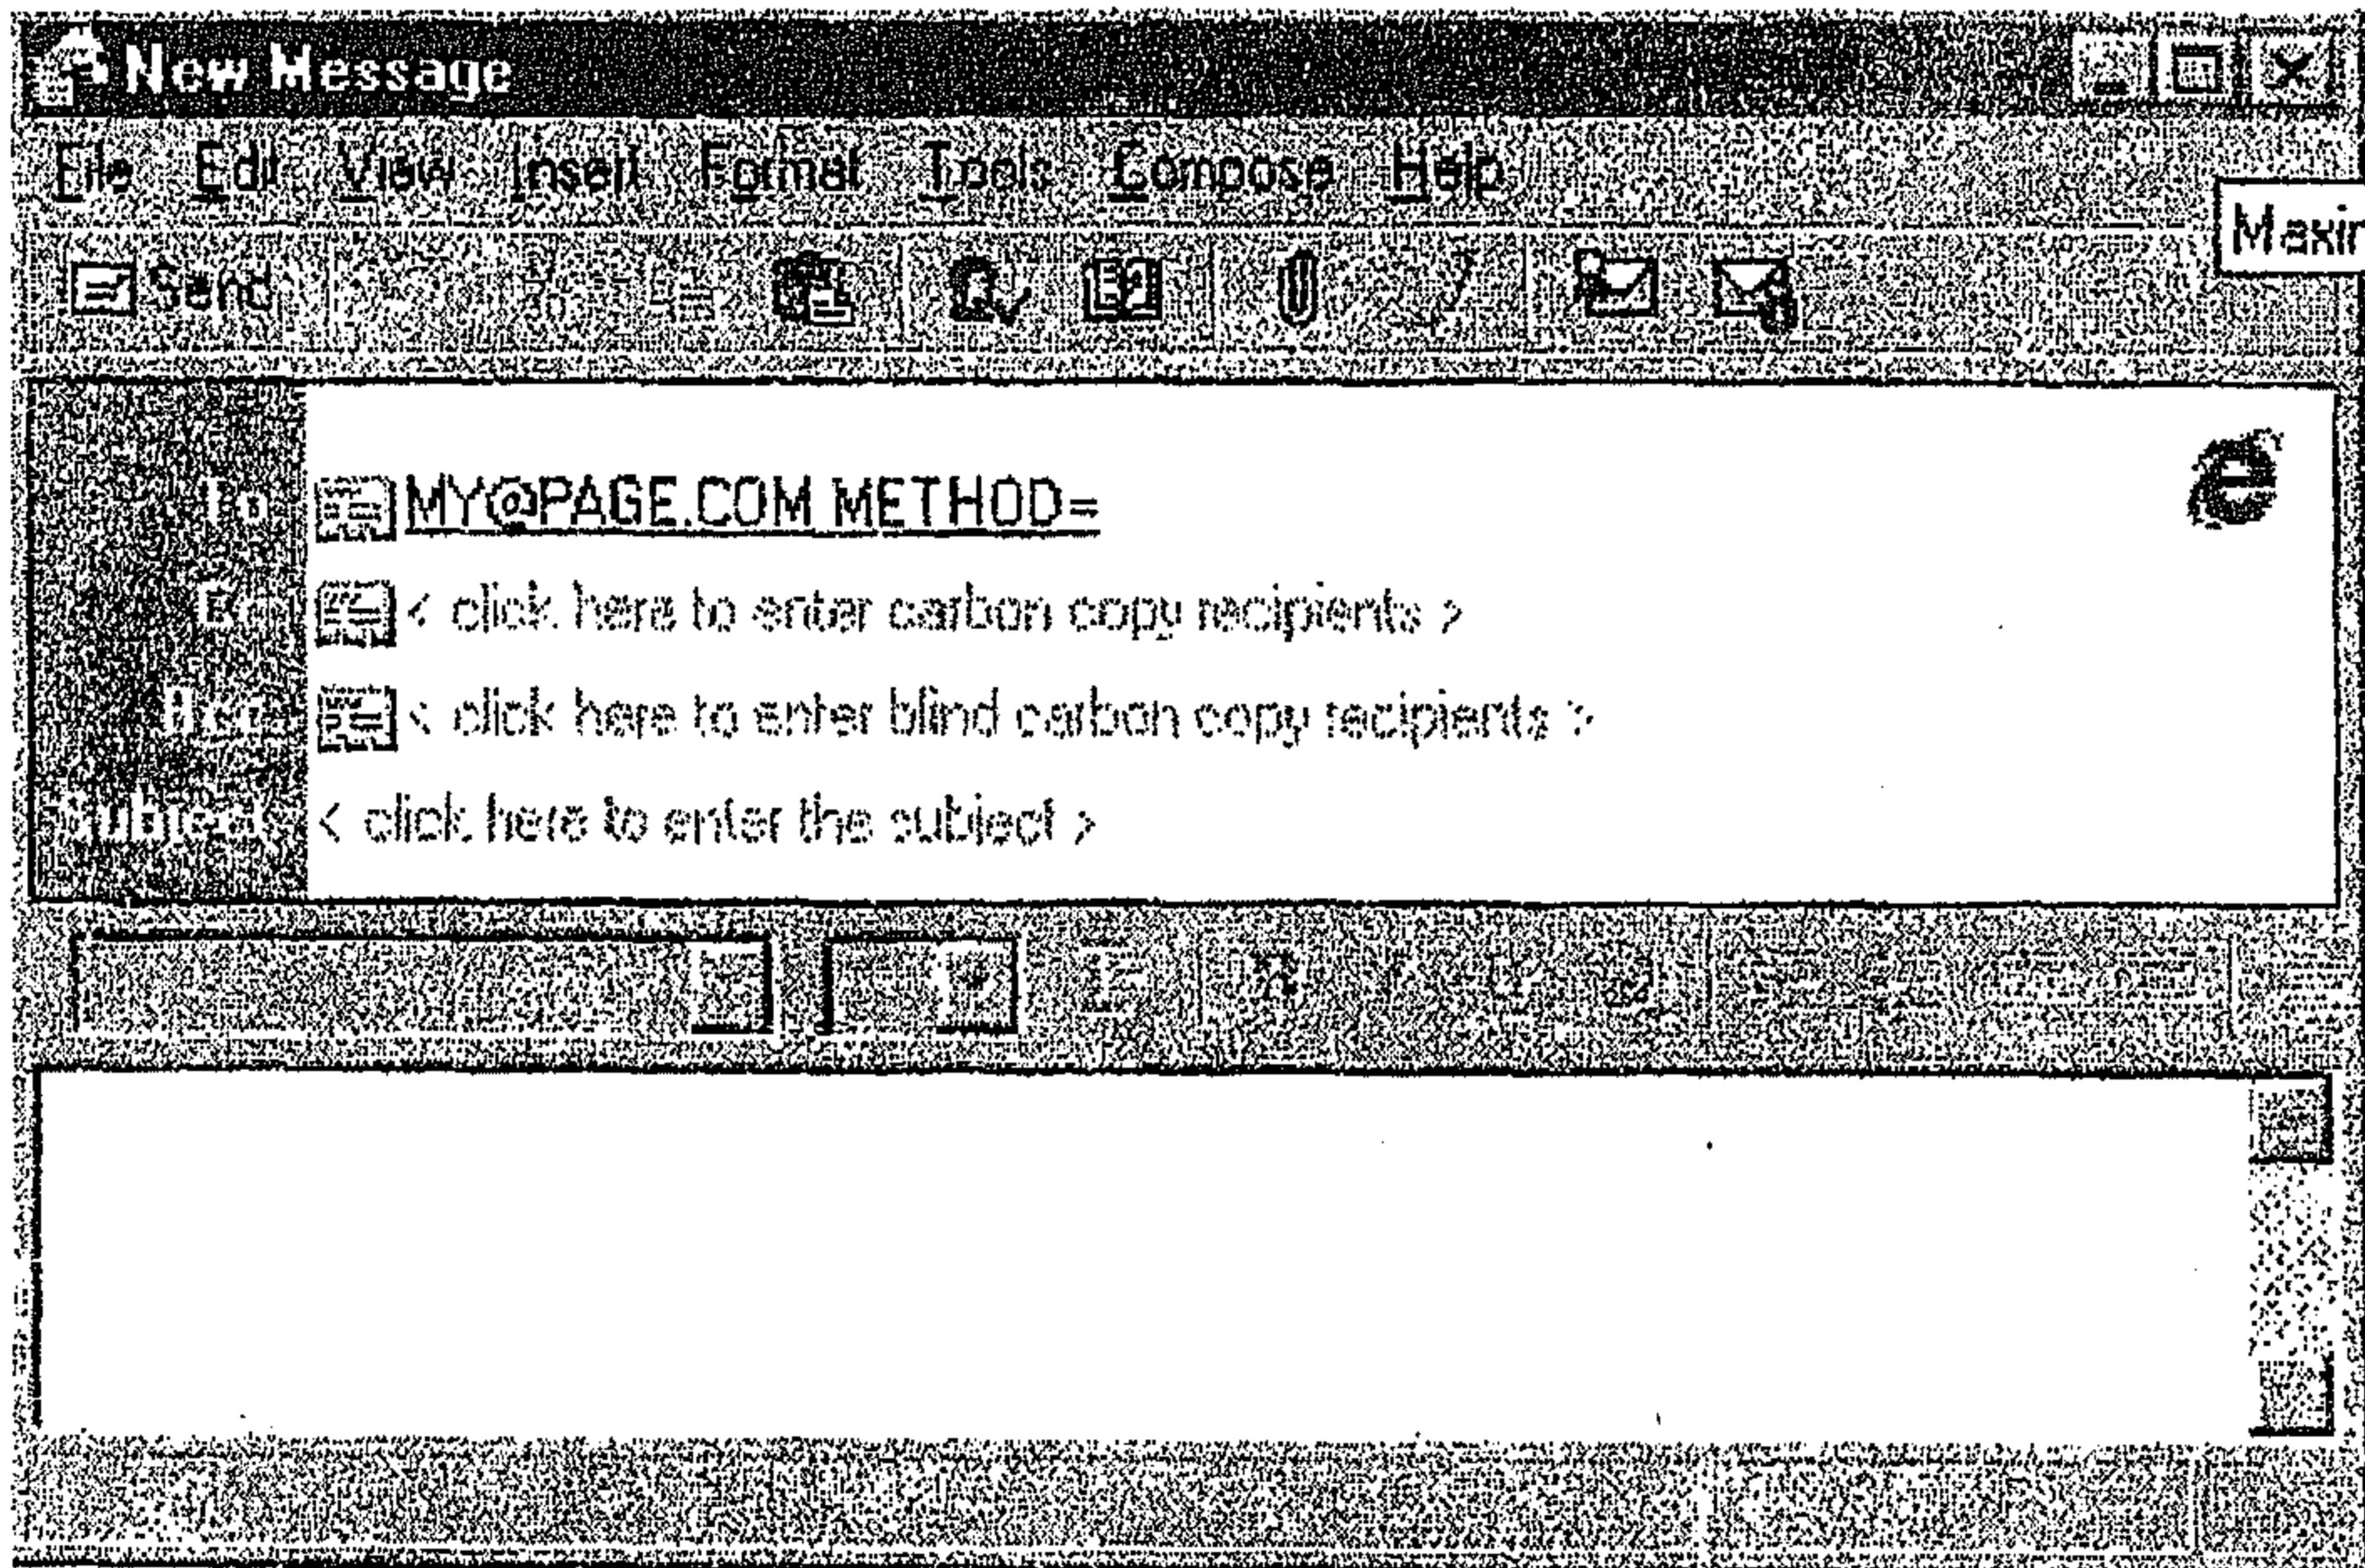 New Message
File Edit View Insert Format Tools Compose Help
Maxim
Send
To MY@PAGE.COM METHOD=
< click here to enter carbon copy recipients >
< click here to enter blind carbon copy recipients >
Subject < click here to enter the subject >